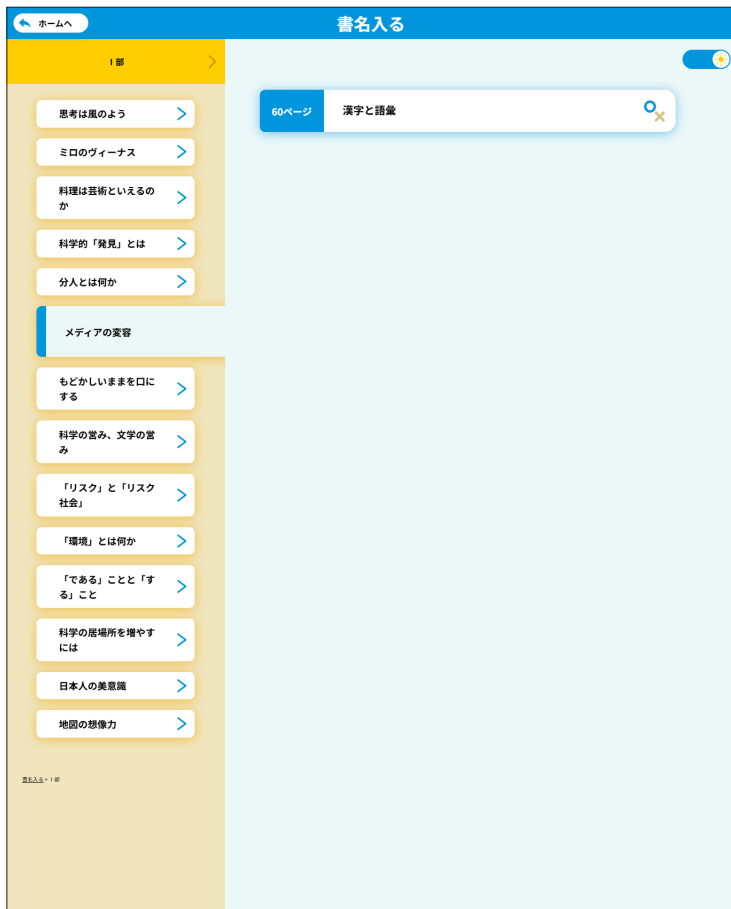 ホームへ
書名入る
Ⅰ部
思考は風のよう
ミロのヴィーナス
料理は芸術といえるの
か
科学的「発見」とは
分人とは何か
メディアの変容
もどかしいままを口に
する
科学の営み、文学の営
み
「リスク」と「リスク
社会」
「環境」とは何か
「である」ことと「す
る」こと
科学の居場所を増やす
には
日本人の美意識
地図の想像力
書名入る > Ⅰ部
60ページ
漢字と語彙